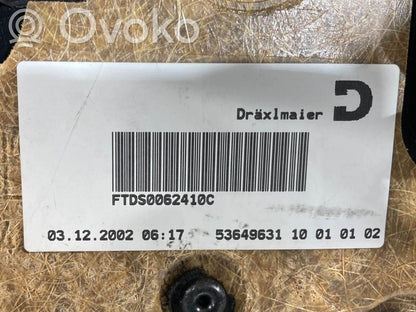 Ovoko
Dräxlmaier
FTDS0062410C
03.12.2002 06:17 53649631 10 01 01 02